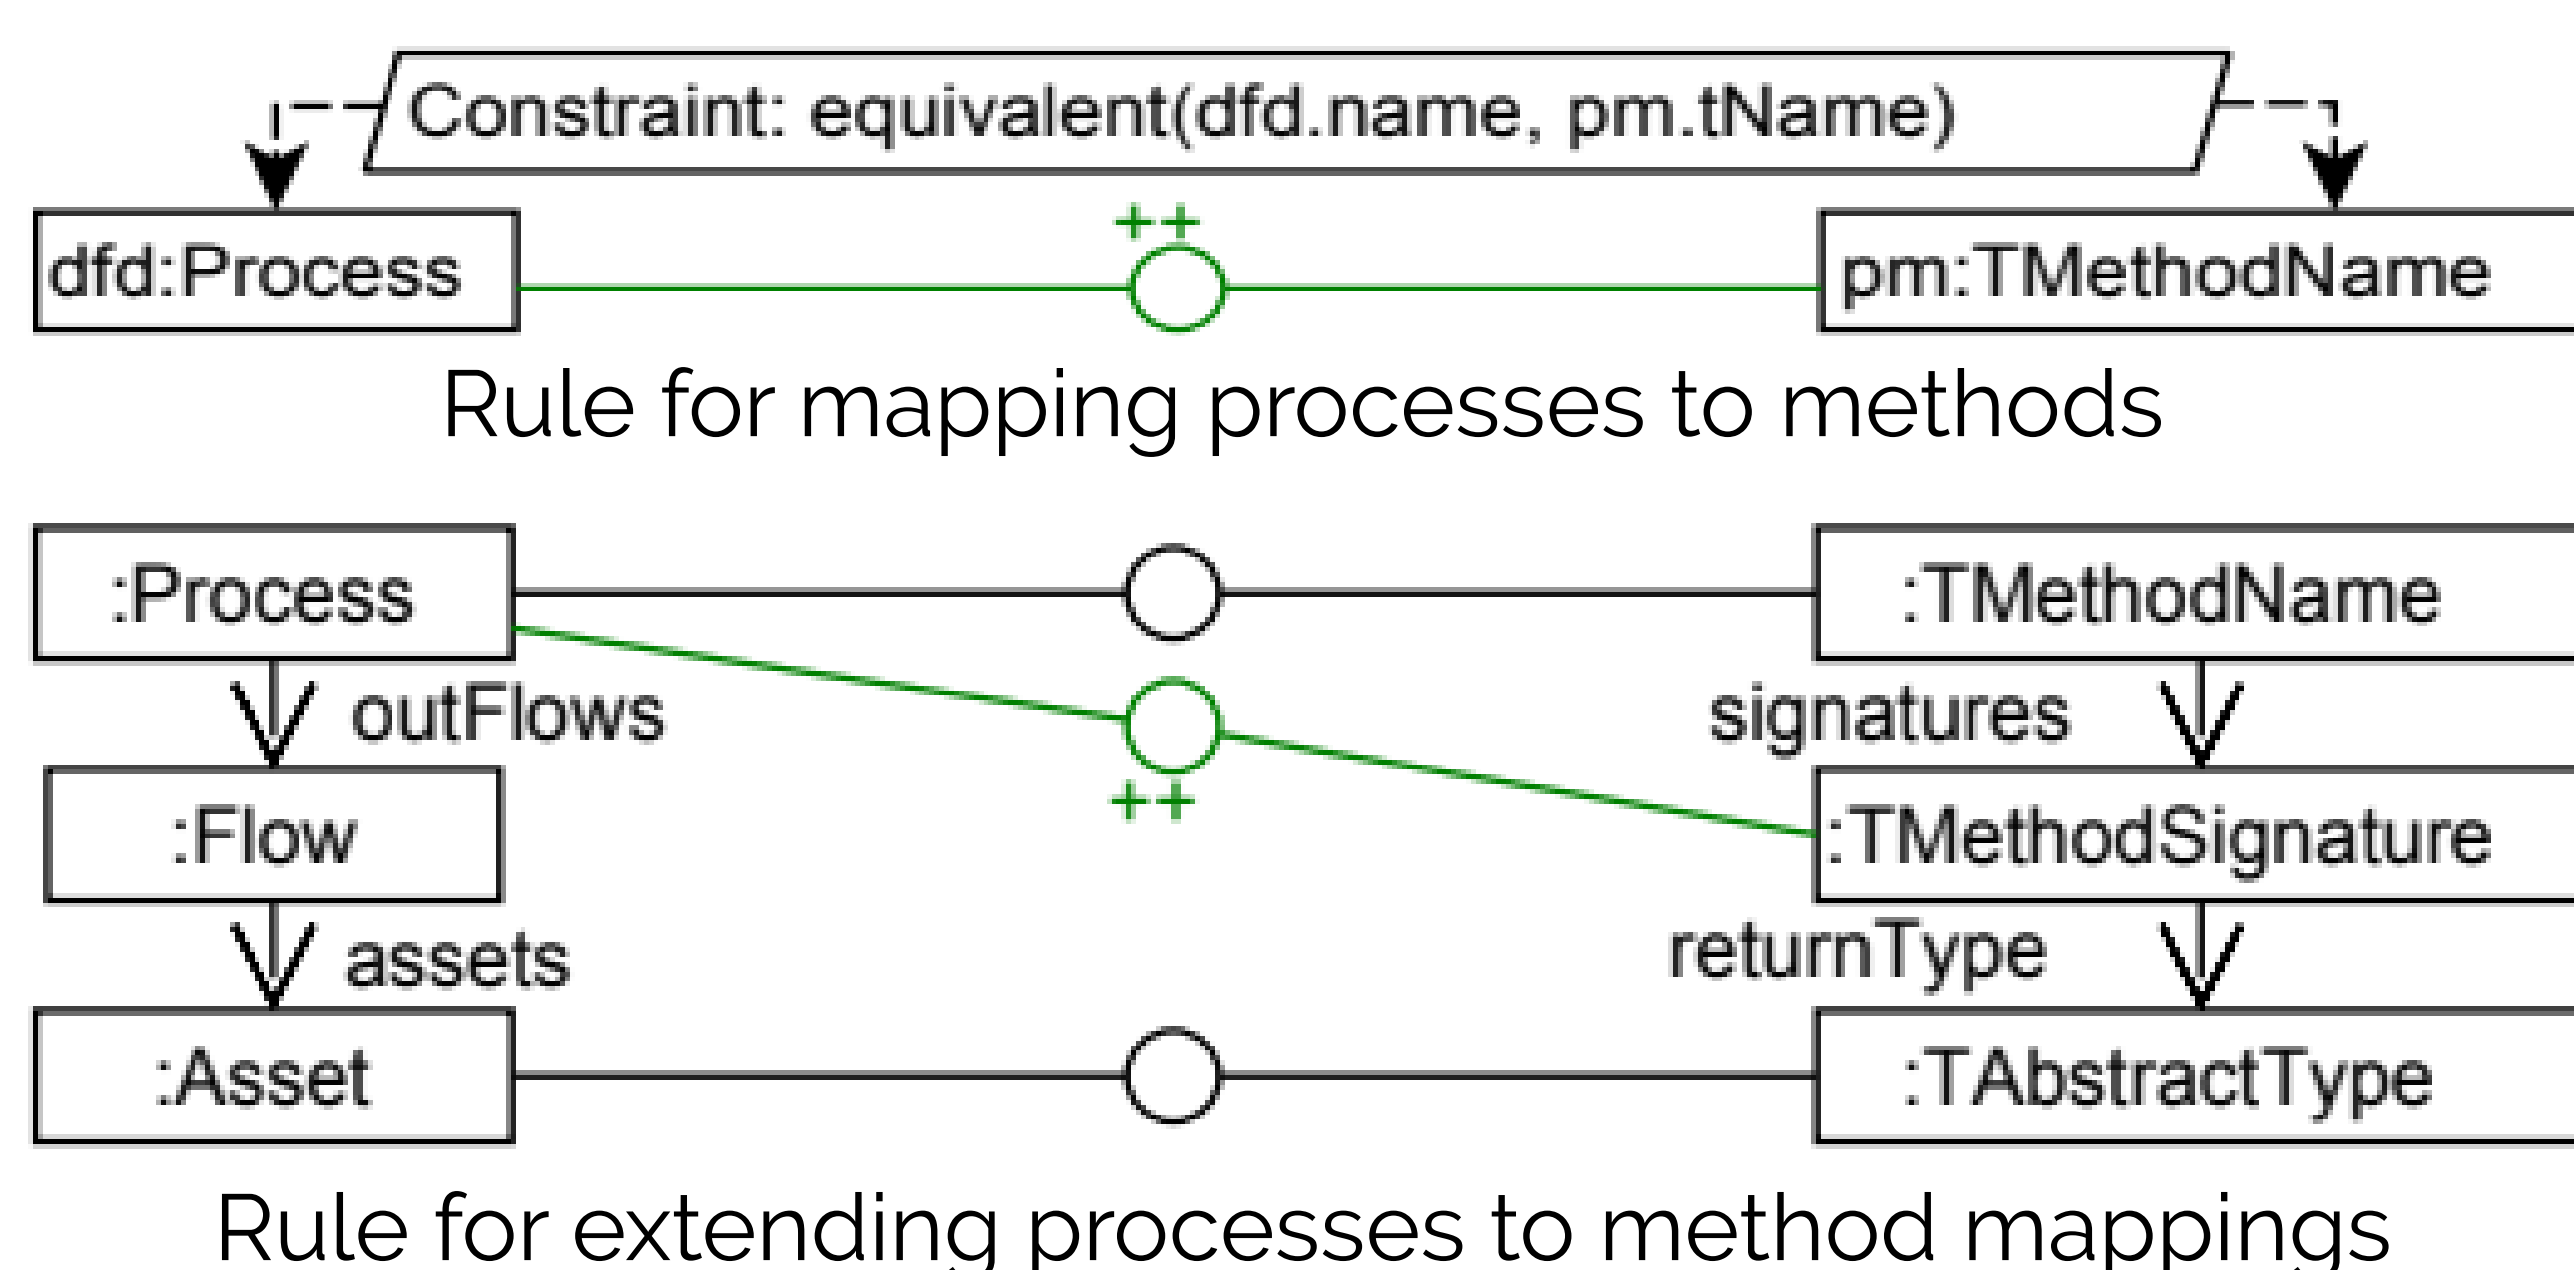 Constraint: equivalent(dfd.name, pm.tName)
++
dfd:Process
pm:TMethodName
Rule for mapping processes to methods
:Process
:TMethodName
outFlows
signatures
++
:Flow
:TMethodSignature
assets
returnType
:Asset
:TAbstractType
Rule for extending processes to method mappings